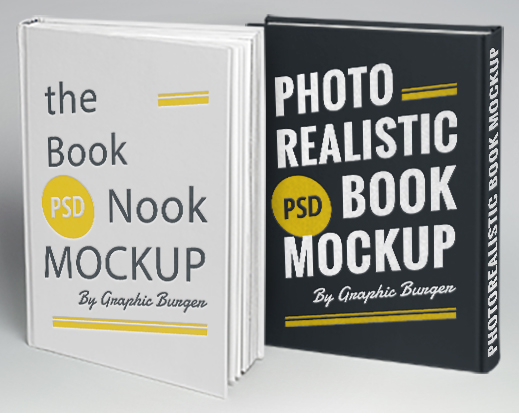 the
Book
PSD Nook
MOCKUP
By Graphic Burger
PHOTO
REALISTIC
PSD BOOK
MOCKUP
By Graphic Burger
PHOTOREALISTIC BOOK MOCKUP